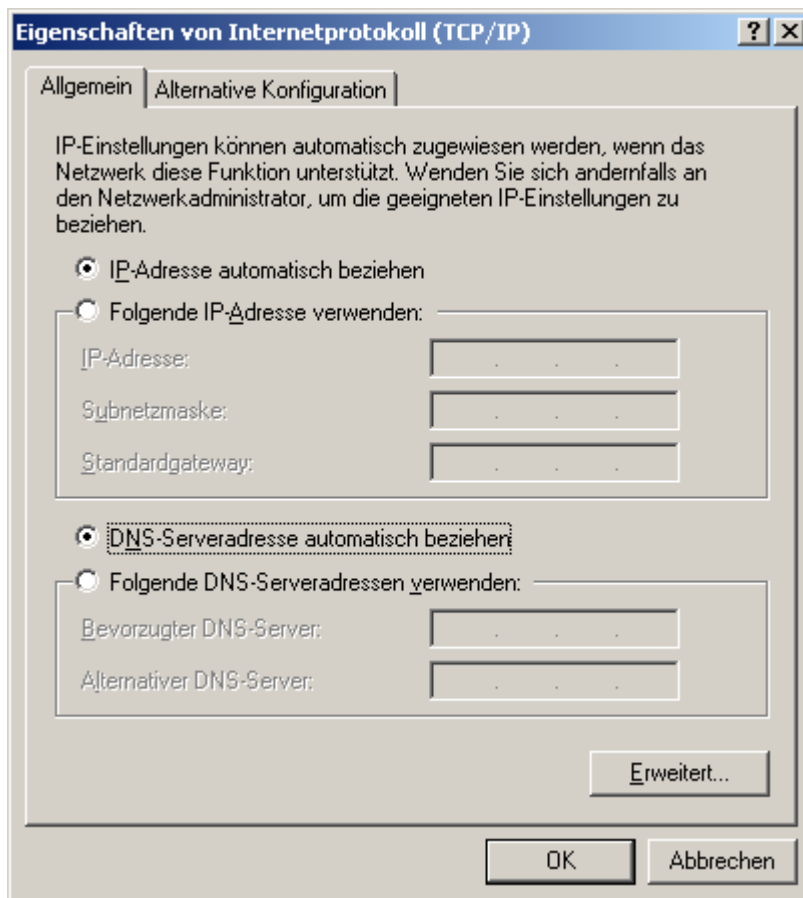 Eigenschaften von Internetprotokoll (TCP/IP)
Allgemein
Alternative Konfiguration
IP-Einstellungen können automatisch zugewiesen werden, wenn das
Netzwerk diese Funktion unterstützt. Wenden Sie sich andernfalls an
den Netzwerkadministrator, um die geeigneten IP-Einstellungen zu
beziehen.
IP-Adresse automatisch beziehen
Folgende IP-Adresse verwenden:
IP-Adresse:
Subnetzmaske:
Standardgateway:
DNS-Serveradresse automatisch beziehen
Folgende DNS-Serveradressen verwenden:
Bevorzugter DNS-Server:
Alternativer DNS-Server:
Erweitert...
OK
Abbrechen